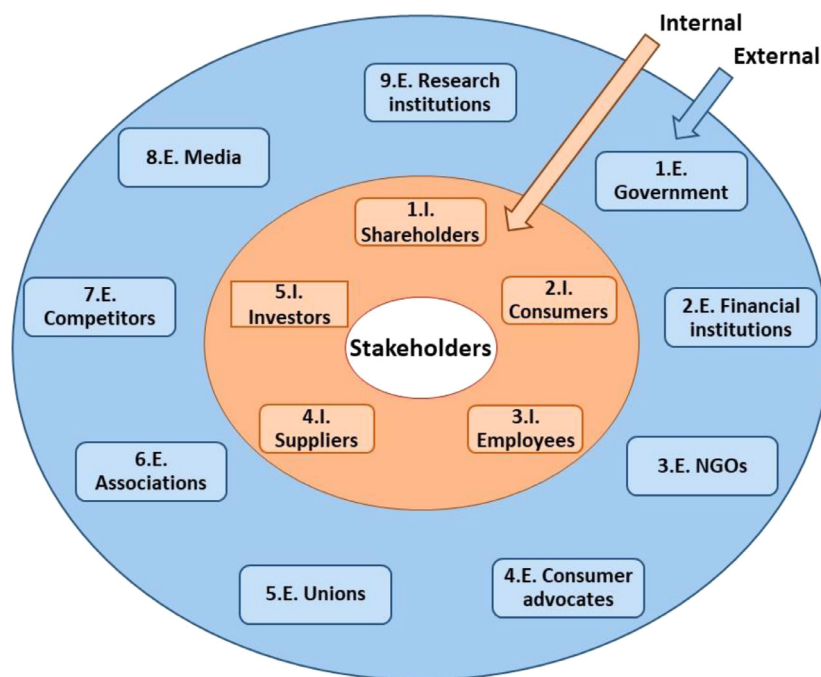 Internal
External
9.E. Research
institutions
8.E. Media
1.E.
Government
1.I.
Shareholders
7.E.
Competitors
5.I.
Investors
2.I.
Consumers
2.E. Financial
institutions
Stakeholders
4.I.
Suppliers
3.I.
Employees
6.E.
Associations
3.E. NGOs
5.E. Unions
4.E. Consumer
advocates